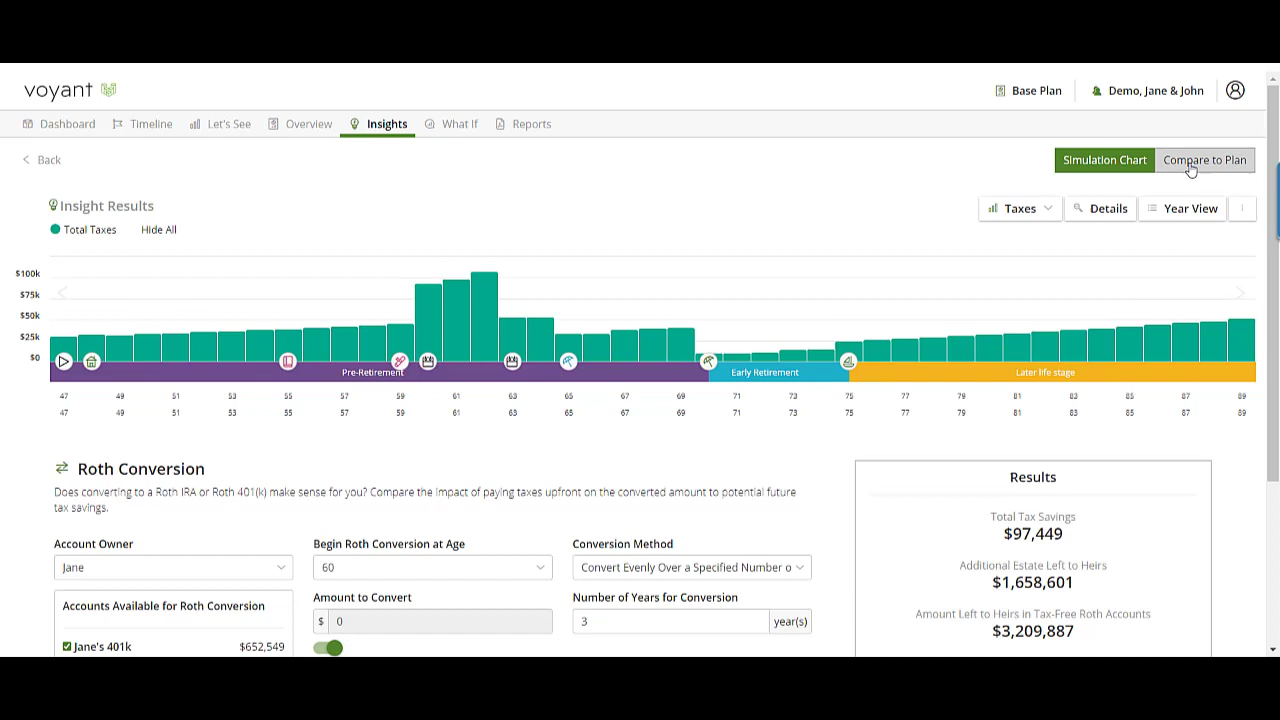 voyant
Base Plan
Demo, Jane & John
Dashboard
Timeline
Let's See
Overview
Insights
What If
Reports
Back
Simulation Chart
Compare to Plan
Insight Results
Taxes
Details
Year View
Total Taxes
Hide All
$100k
$75k
$50k
$25k
$0
Pre-Retirement
Early Retirement
Later life stage
47 49 51 53 55 57 59 61 63 65 67 69 71 73 75 77 79 81 83 85 87 89
47 49 51 53 55 57 59 61 63 65 67 69 71 73 75 77 79 81 83 85 87 89
Roth Conversion
Does converting to a Roth IRA or Roth 401(k) make sense for you? Compare the impact of paying taxes upfront on the converted amount to potential future
tax savings.
Account Owner
Jane
Begin Roth Conversion at Age
60
Conversion Method
Convert Evenly Over a Specified Number o
Accounts Available for Roth Conversion
Jane's 401k $652,549
Amount to Convert
$ 0
Number of Years for Conversion
3 year(s)
Results
Total Tax Savings
$97,449
Additional Estate Left to Heirs
$1,658,601
Amount Left to Heirs in Tax-Free Roth Accounts
$3,209,887